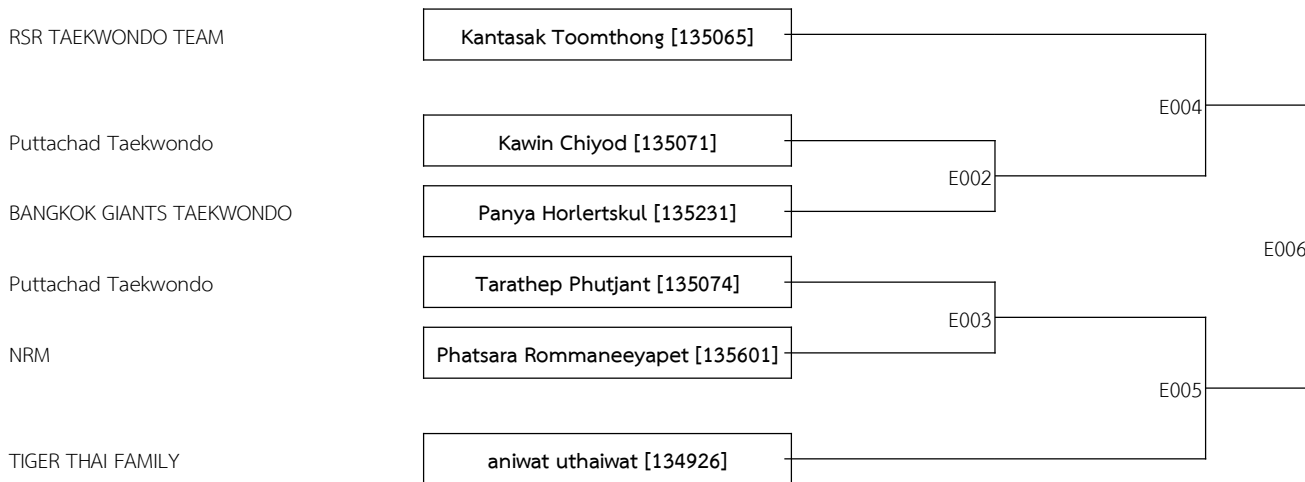 RSR TAEKWONDO TEAM Kantasak Toomthong [135065]
E004
Puttachad Taekwondo Kawin Chiyod [135071]
E002
BANGKOK GIANTS TAEKWONDO Panya Horlertskul [135231]
E006
Puttachad Taekwondo Tarathep Phutjant [135074]
E003
NRM Phatsara Rommaneeyapet [135601]
E005
TIGER THAI FAMILY aniwat uthaiwat [134926]